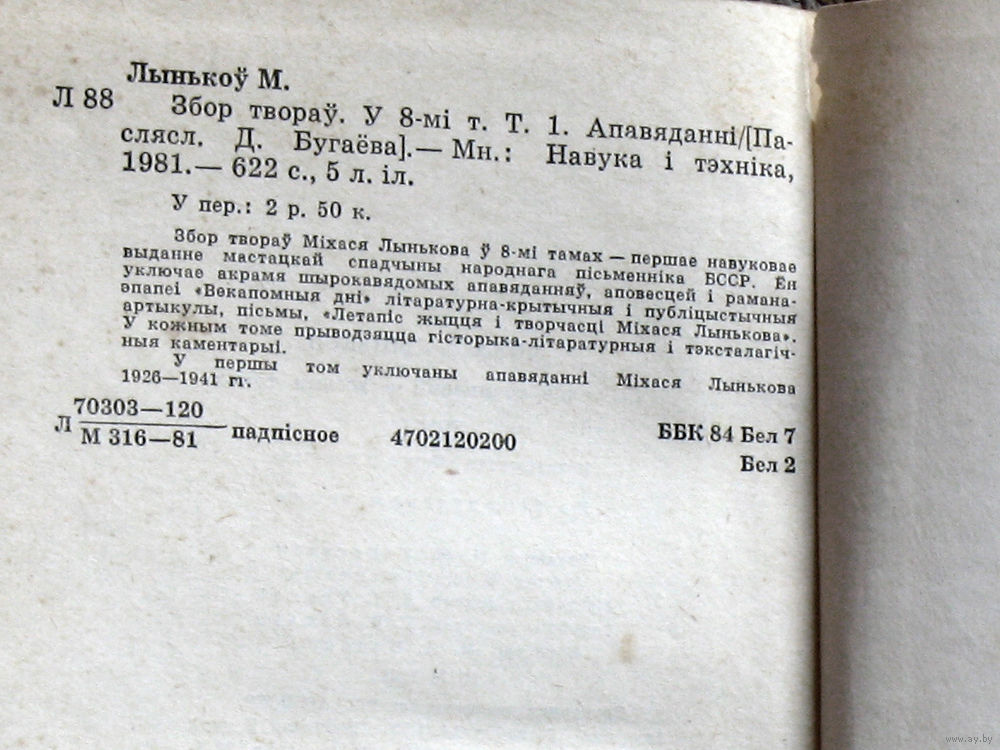 Лынькоў М.
Л 88
Збор твораў. У 8-мі т. Т. 1. Апавяданні/[Па-
слясл. Д. Бугаёва].— Мн.: Навука і тэхніка,
1981.— 622 с., 5 л. іл.
У пер.: 2 р. 50 к.
Збор твораў Міхася Лынькова ў 8-мі тамах — першае навуковае
выданне мастацкай спадчыны народнага пісьменніка БССР. Ён
уключае акрамя шырокавядомых апавяданняў, аповесцей і рамана-
эпапеі «Векапомныя дні» літаратурна-крытычныя і публіцыстычныя
артыкулы, пісьмы, «Летапіс жыцця і творчасці Міхася Лынькова».
У кожным томе прыводзяцца гісторыка-літаратурныя і тэксталагіч-
ныя каментарыі.
У першы том уключаны апавяданні Міхася Лынькова
1926—1941 гг.
Л 70303—120
М 316—81 падпісное 4702120200 ББК 84 Бел 7
Бел 2
www.ay.by